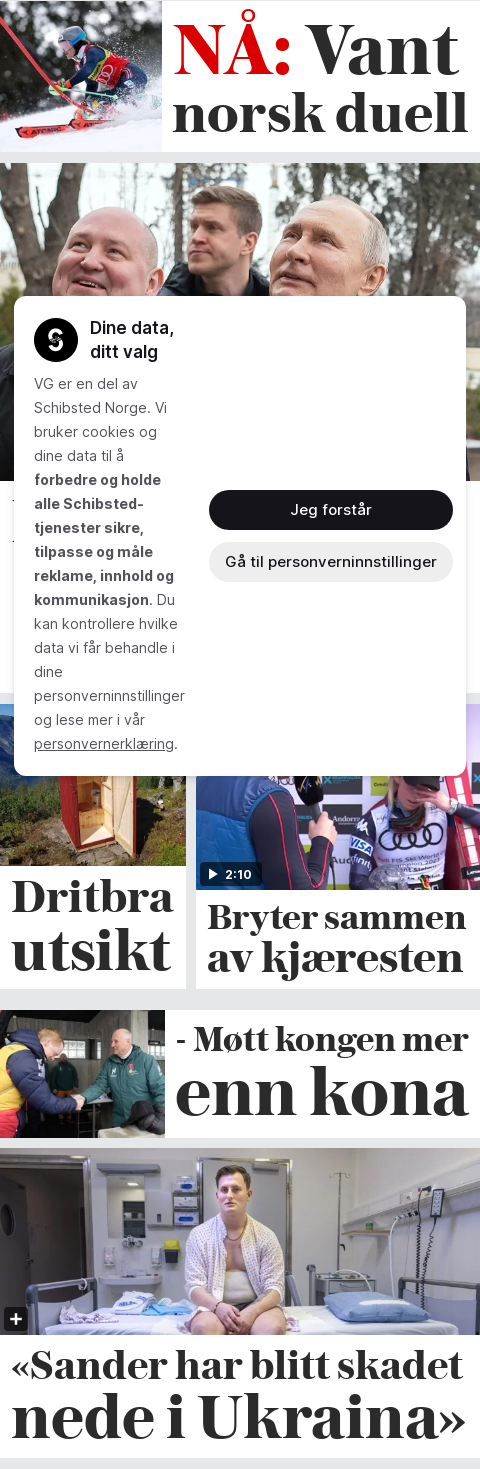 NÅ: Vant
norsk duell
Dine data,
ditt valg
VG er en del av
Schibsted Norge. Vi
bruker cookies og
dine data til å
forbedre og holde
alle Schibsted-
tjenester sikre,
tilpasse og måle
reklame, innhold og
kommunikasjon. Du
kan kontrollere hvilke
data vi får behandle i
dine
personverninnstillinger
og lese mer i vår
personvernerklæring.
Jeg forstår
Gå til personverninnstillinger
2:10
Dritbra
utsikt
Bryter sammen
av kjæresten
- Møtt kongen mer
enn kona
«Sander har blitt skadet
nede i Ukraina»